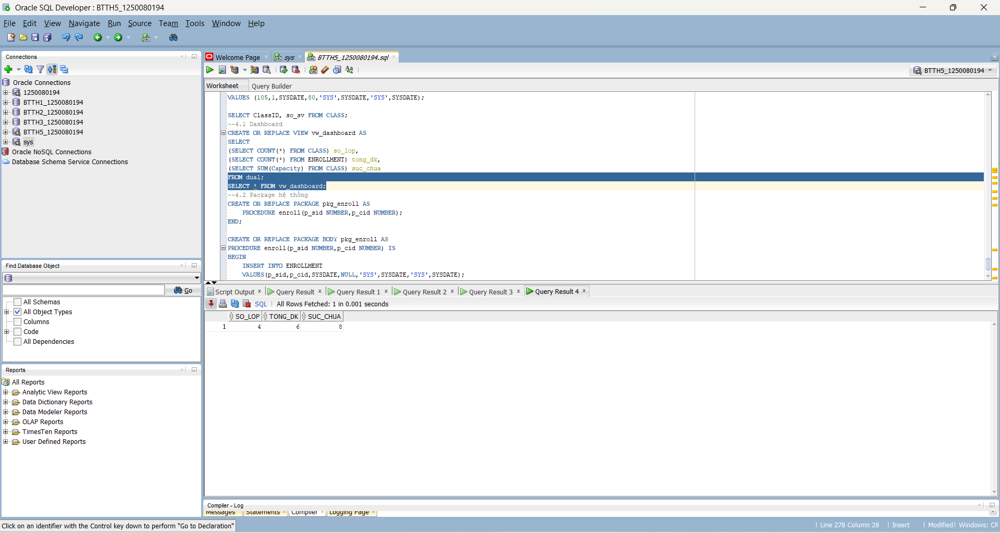 Oracle SQL Developer : BTTH5_1250080194
File Edit View Navigate Run Source Team Tools Window Help
Connections
Oracle Connections
1250080194
BTTH1_1250080194
BTTH2_1250080194
BTTH3_1250080194
BTTH5_1250080194
sys
Oracle NoSQL Connections
Database Schema Service Connections
Find Database Object
Go
All Schemas
All Object Types
Columns
Code
All Dependencies
Reports
All Reports
Analytic View Reports
Data Dictionary Reports
Data Modeler Reports
OLAP Reports
TimesTen Reports
User Defined Reports
Welcome Page sys BTTH5_1250080194.sql
BTTH5_1250080194
Worksheet Query Builder
VALUES (105,1,SYSDATE,80,'SYS',SYSDATE,'SYS',SYSDATE);
SELECT ClassID, so_sv FROM CLASS;
--4.1 Dashboard
CREATE OR REPLACE VIEW vw_dashboard AS
SELECT
(SELECT COUNT(*) FROM CLASS) so_lop,
(SELECT COUNT(*) FROM ENROLLMENT) tong_dk,
(SELECT SUM(Capacity) FROM CLASS) suc_chua
FROM dual;
SELECT * FROM vw_dashboard;
--4.2 Package hệ thống
CREATE OR REPLACE PACKAGE pkg_enroll AS
PROCEDURE enroll(p_sid NUMBER,p_cid NUMBER);
END;
CREATE OR REPLACE PACKAGE BODY pkg_enroll AS
PROCEDURE enroll(p_sid NUMBER,p_cid NUMBER) IS
BEGIN
INSERT INTO ENROLLMENT
VALUES(p_sid,p_cid,SYSDATE,NULL,'SYS',SYSDATE,'SYS',SYSDATE);
Script Output Query Result Query Result 1 Query Result 2 Query Result 3 Query Result 4
SQL All Rows Fetched: 1 in 0.001 seconds
SO_LOP TONG_DK SUC_CHUA
1 4 6 8
Compiler - Log
Messages Statements Compiler Logging Page
Click on an identifier with the Control key down to perform "Go to Declaration"
Line 278 Column 28 Insert Modified Windows: CR